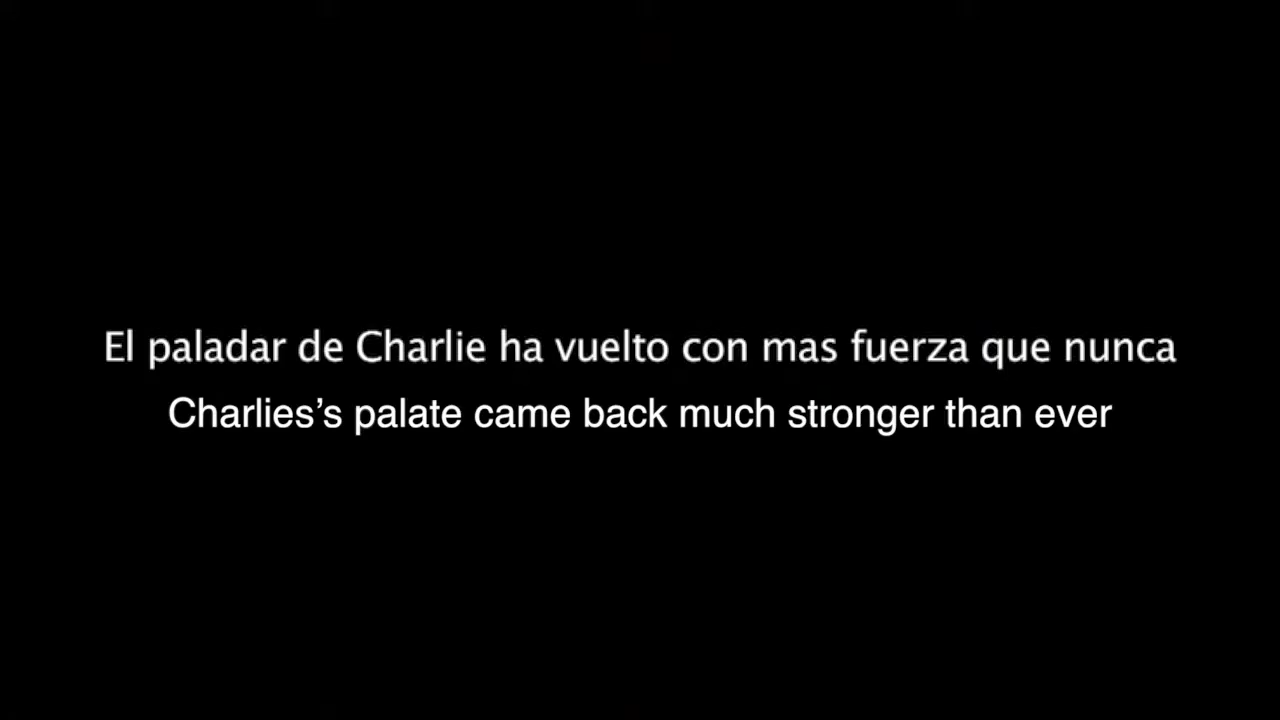 El paladar de Charlie ha vuelto con mas fuerza que nunca
Charlies’s palate came back much stronger than ever